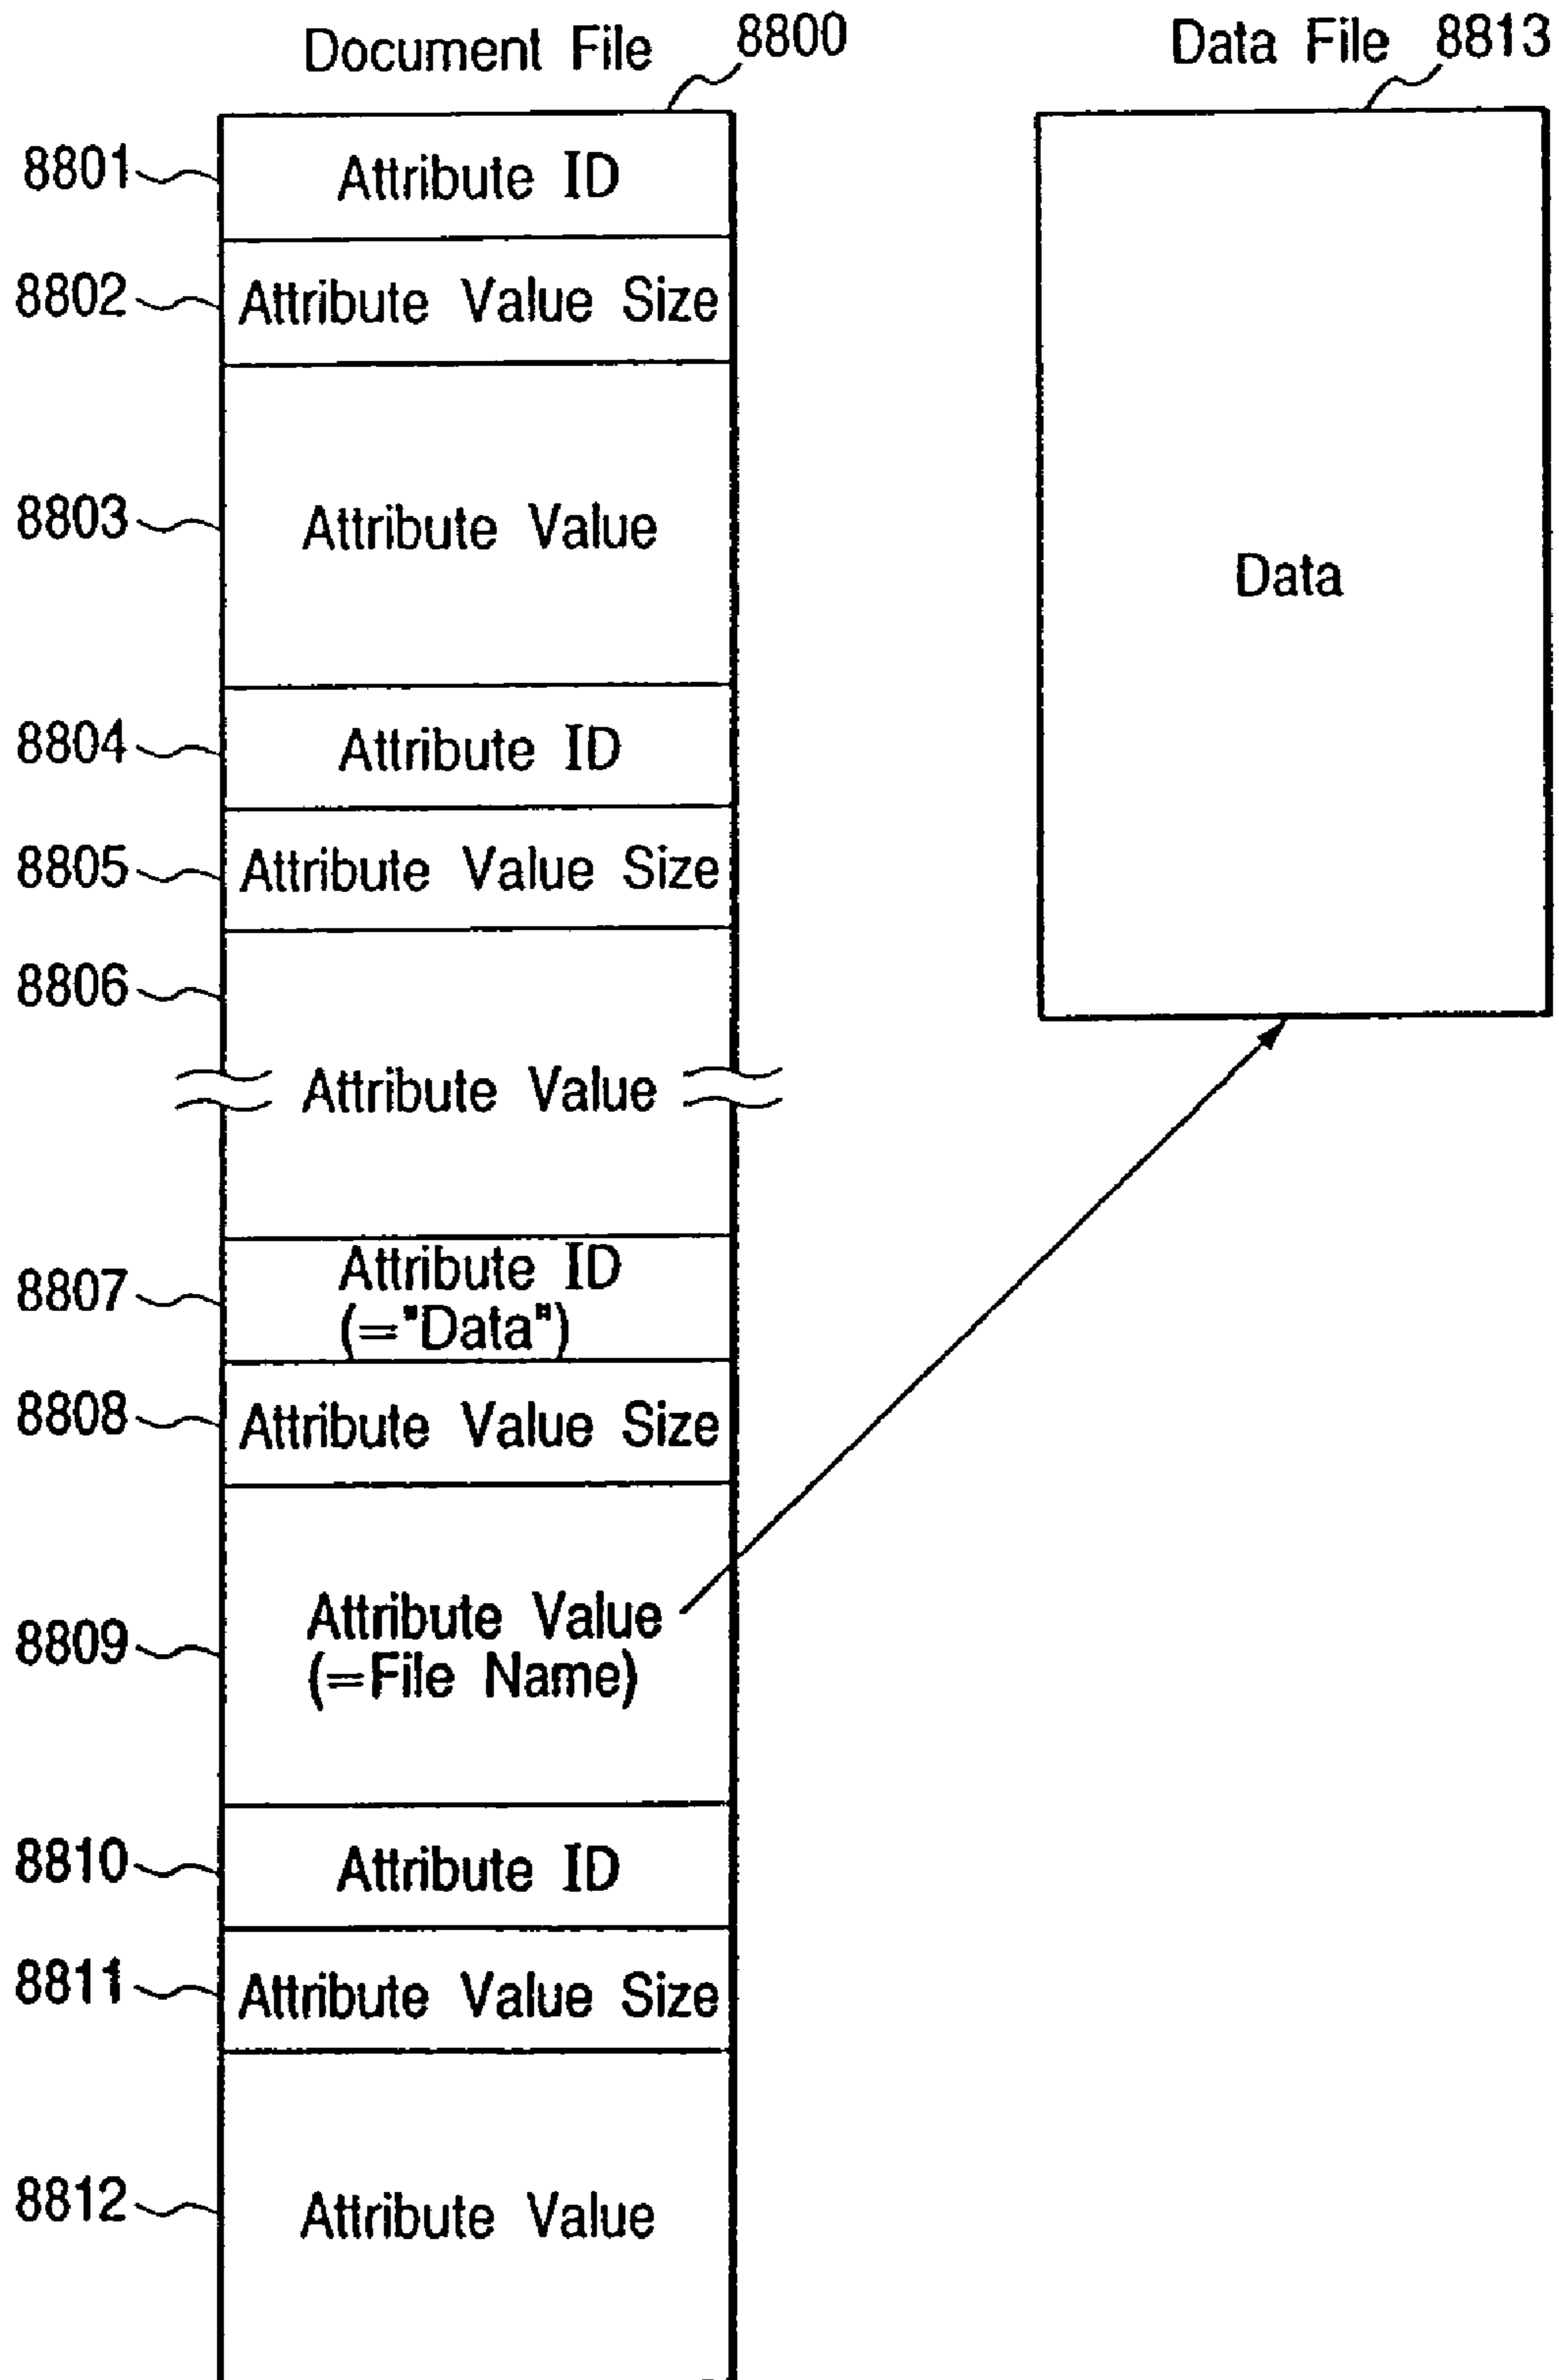 Document File 8800
Data File 8813
8801 Attribute ID
8802 Attribute Value Size
8803 Attribute Value
Data
8804 Attribute ID
8805 Attribute Value Size
8806
Attribute Value
8807 Attribute ID
(="Data")
8808 Attribute Value Size
8809 Attribute Value
(=File Name)
8810 Attribute ID
8811 Attribute Value Size
8812 Attribute Value